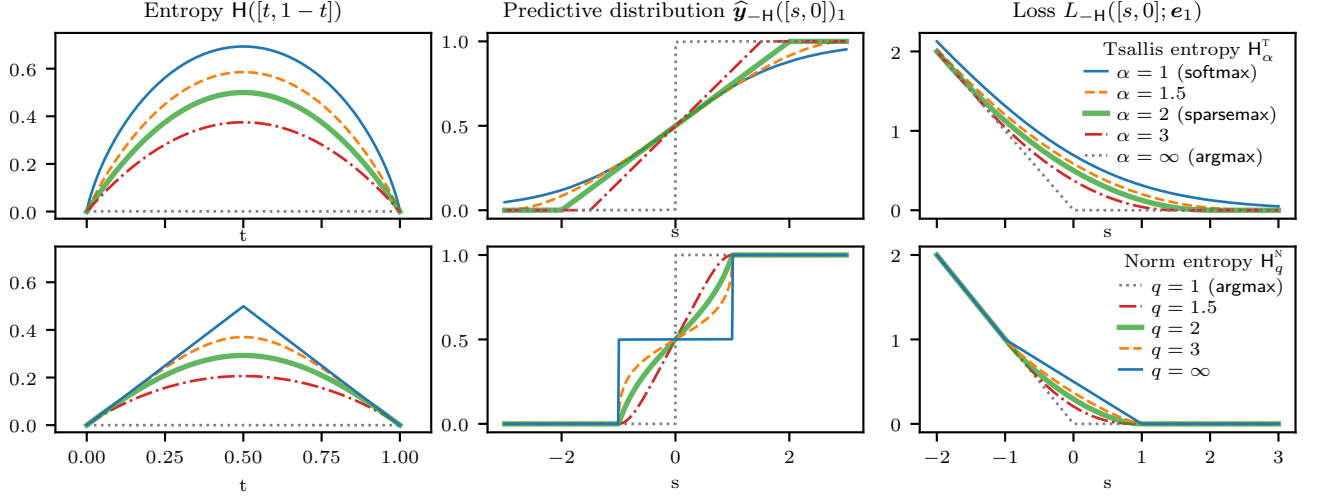 Entropy H([t, 1 − t])
Predictive distribution ŷ₋H([s, 0])₁
Loss L₋H([s, 0]; e₁)
0.6
0.4
0.2
0.0
t
1.0
0.5
0.0
s
2
1
0
s
Tsallis entropy Hᵀα
α = 1 (softmax)
α = 1.5
α = 2 (sparsemax)
α = 3
α = ∞ (argmax)
0.6
0.4
0.2
0.0
0.00 0.25 0.50 0.75 1.00
t
1.0
0.5
0.0
−2 0 2
s
2
1
0
−2 −1 0 1 2 3
s
Norm entropy Hᴺq
q = 1 (argmax)
q = 1.5
q = 2
q = 3
q = ∞